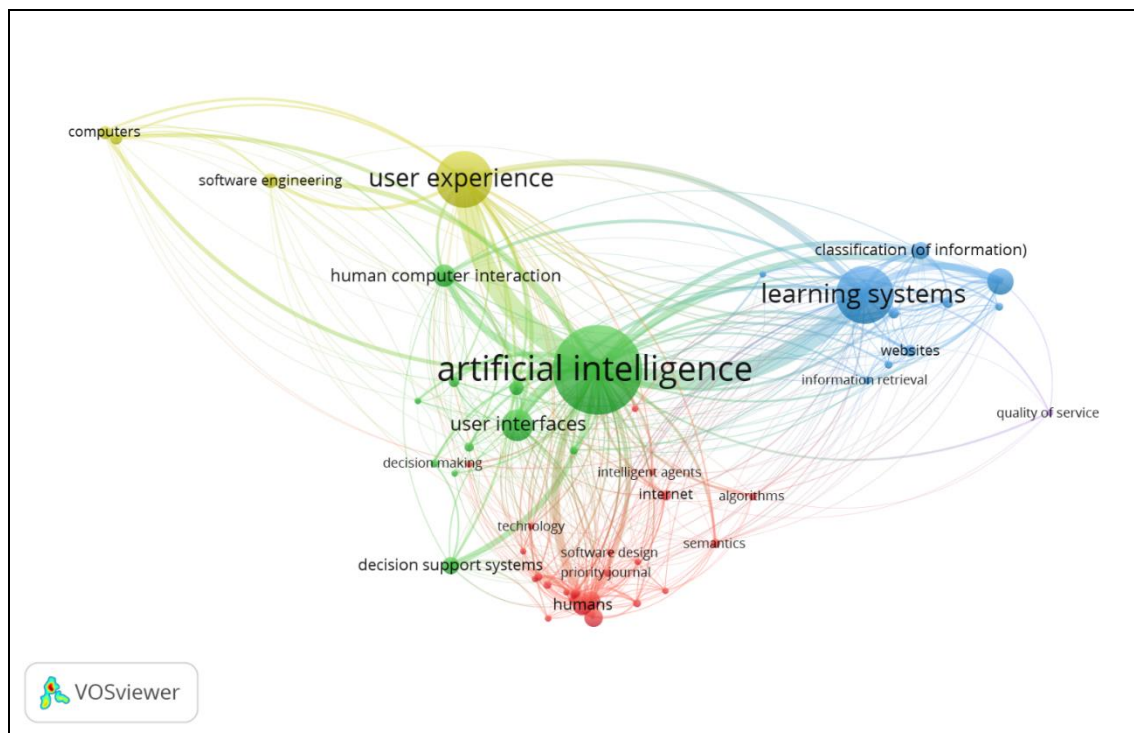 computers
software engineering
user experience
human computer interaction
classification (of information)
learning systems
websites
information retrieval
artificial intelligence
quality of service
user interfaces
decision making
intelligent agents
internet
algorithms
technology
semantics
software design
decision support systems
priority journal
humans
VOSviewer